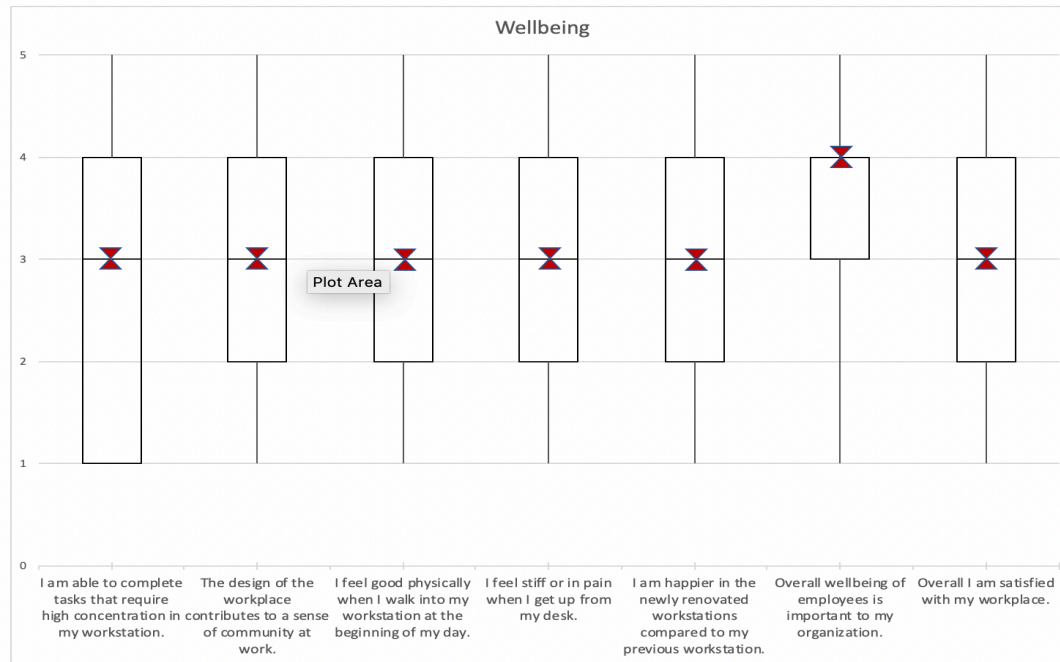 Wellbeing
5
4
3
Plot Area
2
1
0
I am able to complete
tasks that require
high concentration in
my workstation.
The design of the
workplace
contributes to a sense
of community at
work.
I feel good physically
when I walk into my
workstation at the
beginning of my day.
I feel stiff or in pain
when I get up from
my desk.
I am happier in the
newly renovated
workstations
compared to my
previous workstation.
Overall wellbeing of
employees is
important to my
organization.
Overall I am satisfied
with my workplace.